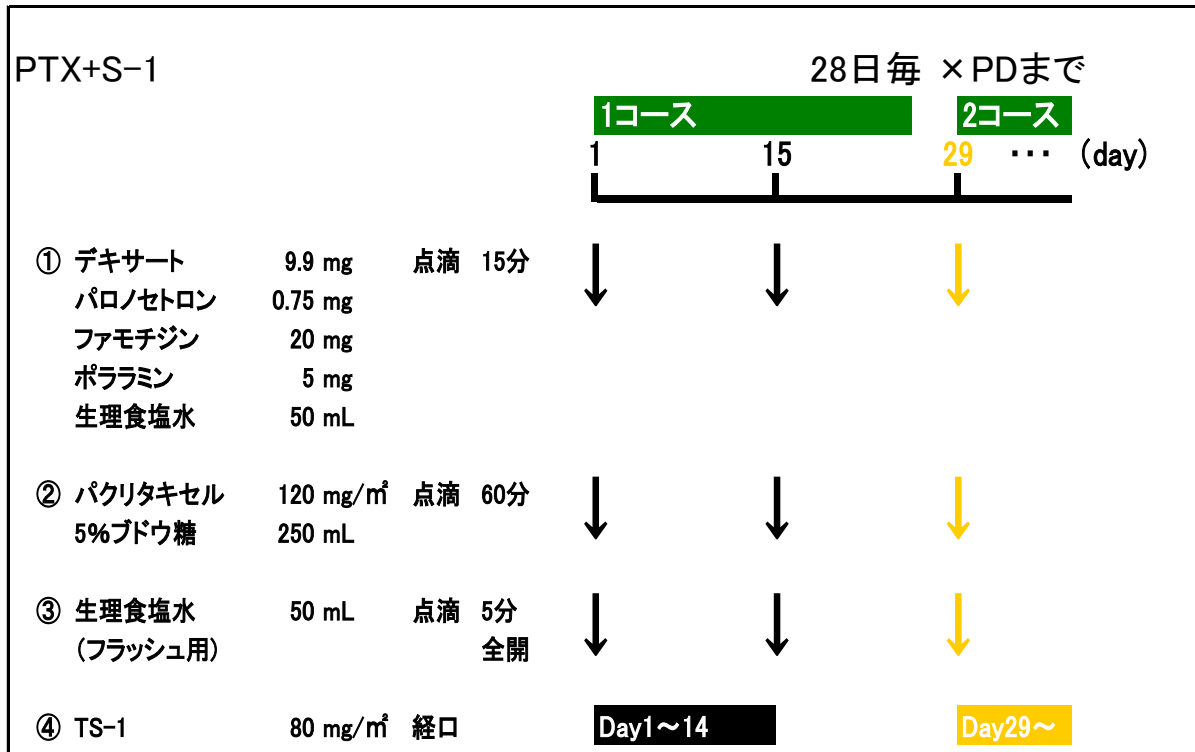 PTX+S-1 28日毎 ×PDまで
1コース 2コース
1 15 29 ・・・ (day)
① デキサート 9.9 mg 点滴 15分
パロノセトロン 0.75 mg
ファモチジン 20 mg
ポララミン 5 mg
生理食塩水 50 mL
② パクリタキセル 120 mg/㎡ 点滴 60分
5%ブドウ糖 250 mL
③ 生理食塩水 50 mL 点滴 5分
(フラッシュ用) 全開
④ TS-1 80 mg/㎡ 経口 Day1～14 Day29～